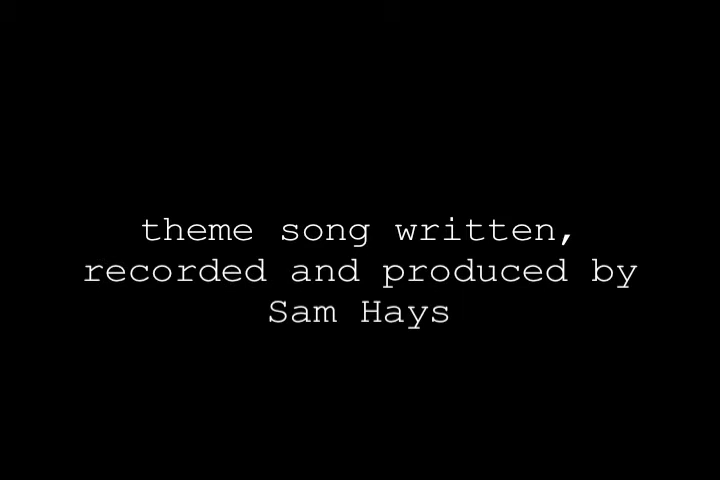 theme song written,
recorded and produced by
Sam Hays